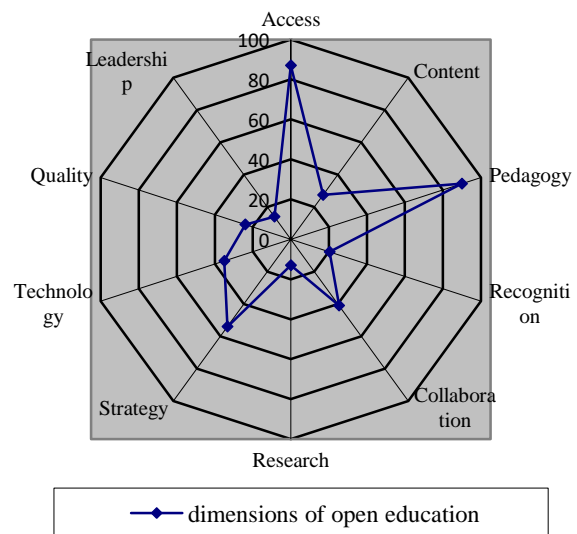 Access
100
Leadershi
p
Content
80
60
Quality
Pedagogy
40
20
0
Technolo
gy
Recogniti
on
Strategy
Collabora
tion
Research
dimensions of open education